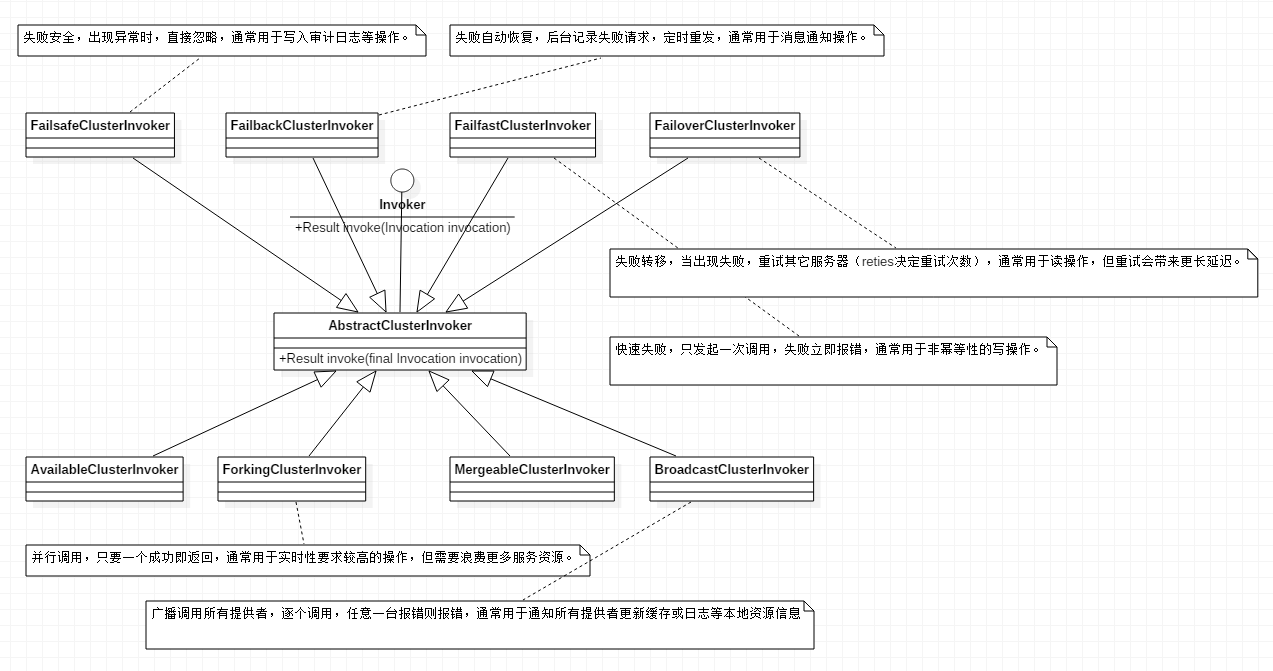 失败安全，出现异常时，直接忽略，通常用于写入审计日志等操作。
失败自动恢复，后台记录失败请求，定时重发，通常用于消息通知操作。
FailsafeClusterInvoker
FailbackClusterInvoker
FailfastClusterInvoker
FailoverClusterInvoker
Invoker
+Result invoke(Invocation invocation)
失败转移，当出现失败，重试其它服务器（reties决定重试次数），通常用于读操作，但重试会带来更长延迟。
AbstractClusterInvoker
+Result invoke(final Invocation invocation)
快速失败，只发起一次调用，失败立即报错，通常用于非幂等性的写操作。
AvailableClusterInvoker
ForkingClusterInvoker
MergeableClusterInvoker
BroadcastClusterInvoker
并行调用，只要一个成功即返回，通常用于实时性要求较高的操作，但需要浪费更多服务资源。
广播调用所有提供者，逐个调用，任意一台报错则报错，通常用于通知所有提供者更新缓存或日志等本地资源信息